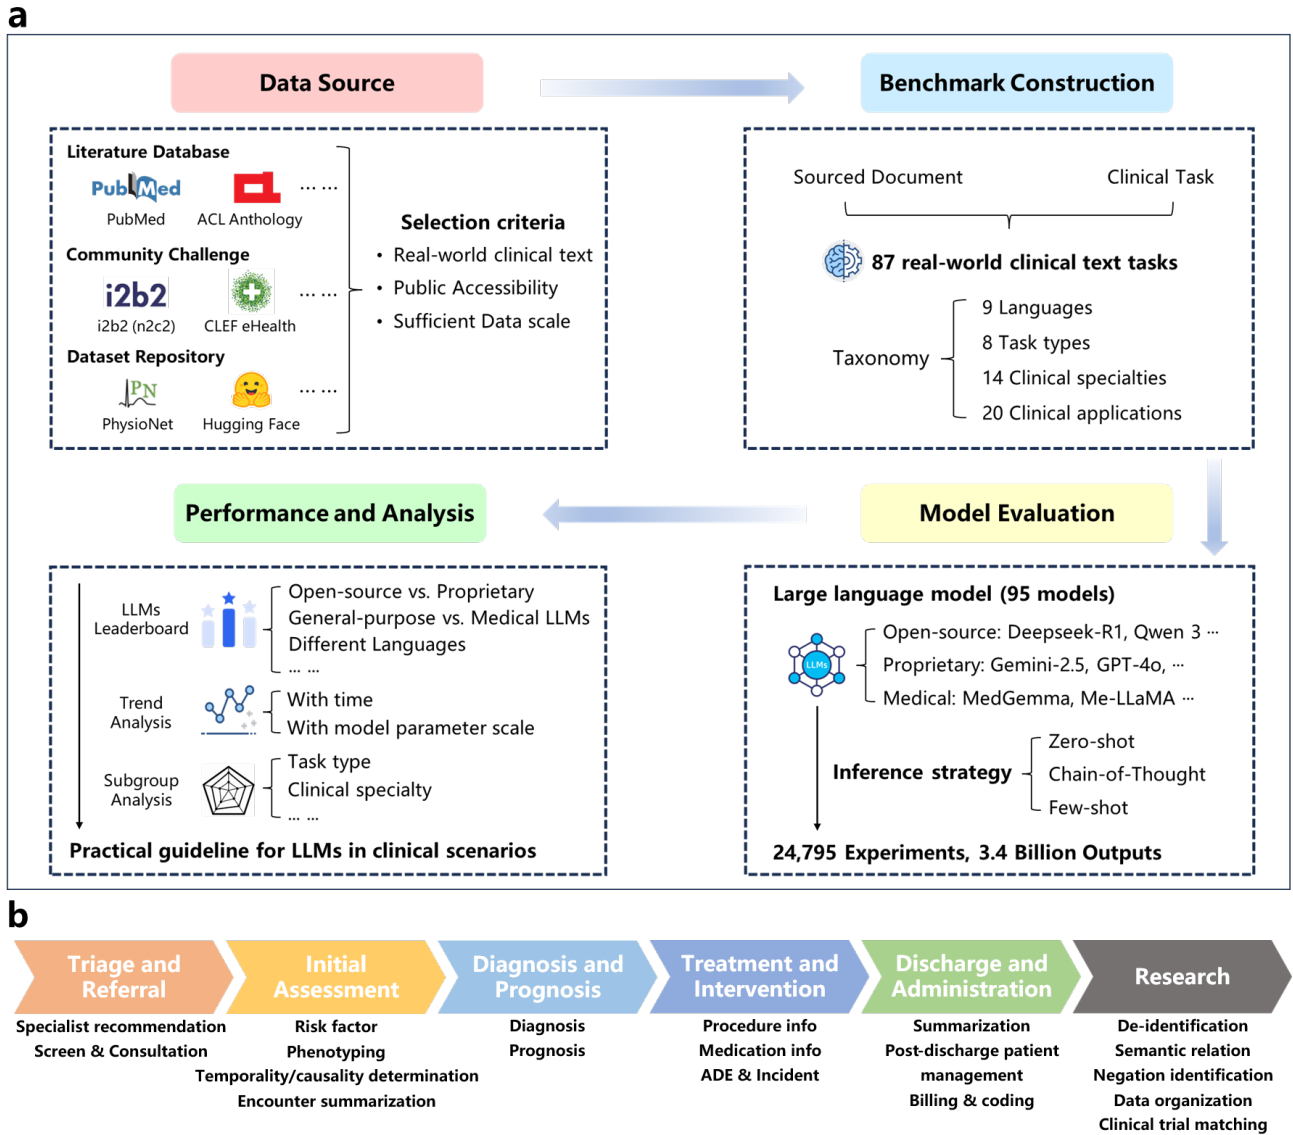 a
Data Source
Benchmark Construction
Literature Database
PubMed
PubMed
ACL Anthology
... ...
Community Challenge
i2b2
i2b2 (n2c2)
CLEF eHealth
... ...
Dataset Repository
PN
PhysioNet
Hugging Face
... ...
Selection criteria
• Real-world clinical text
• Public Accessibility
• Sufficient Data scale
Sourced Document
Clinical Task
87 real-world clinical text tasks
Taxonomy
9 Languages
8 Task types
14 Clinical specialties
20 Clinical applications
Performance and Analysis
Model Evaluation
LLMs
Leaderboard
Open-source vs. Proprietary
General-purpose vs. Medical LLMs
Different Languages
... ...
Trend
Analysis
With time
With model parameter scale
Subgroup
Analysis
Task type
Clinical specialty
... ...
Practical guideline for LLMs in clinical scenarios
Large language model (95 models)
LLMs
Open-source: Deepseek-R1, Qwen 3 ...
Proprietary: Gemini-2.5, GPT-4o, ...
Medical: MedGemma, Me-LLaMA ...
Inference strategy
Zero-shot
Chain-of-Thought
Few-shot
24,795 Experiments, 3.4 Billion Outputs
b
Triage and
Referral
Specialist recommendation
Screen & Consultation
Initial
Assessment
Risk factor
Phenotyping
Temporality/causality determination
Encounter summarization
Diagnosis and
Prognosis
Diagnosis
Prognosis
Treatment and
Intervention
Procedure info
Medication info
ADE & Incident
Discharge and
Administration
Summarization
Post-discharge patient
management
Billing & coding
Research
De-identification
Semantic relation
Negation identification
Data organization
Clinical trial matching